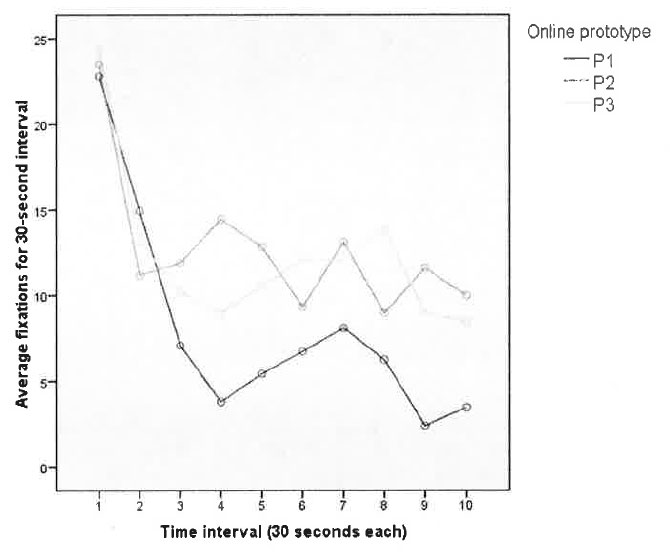 Online prototype
P1
P2
P3
Average fixations for 30-second interval
25
20
15
10
5
0
1 2 3 4 5 6 7 8 9 10
Time interval (30 seconds each)